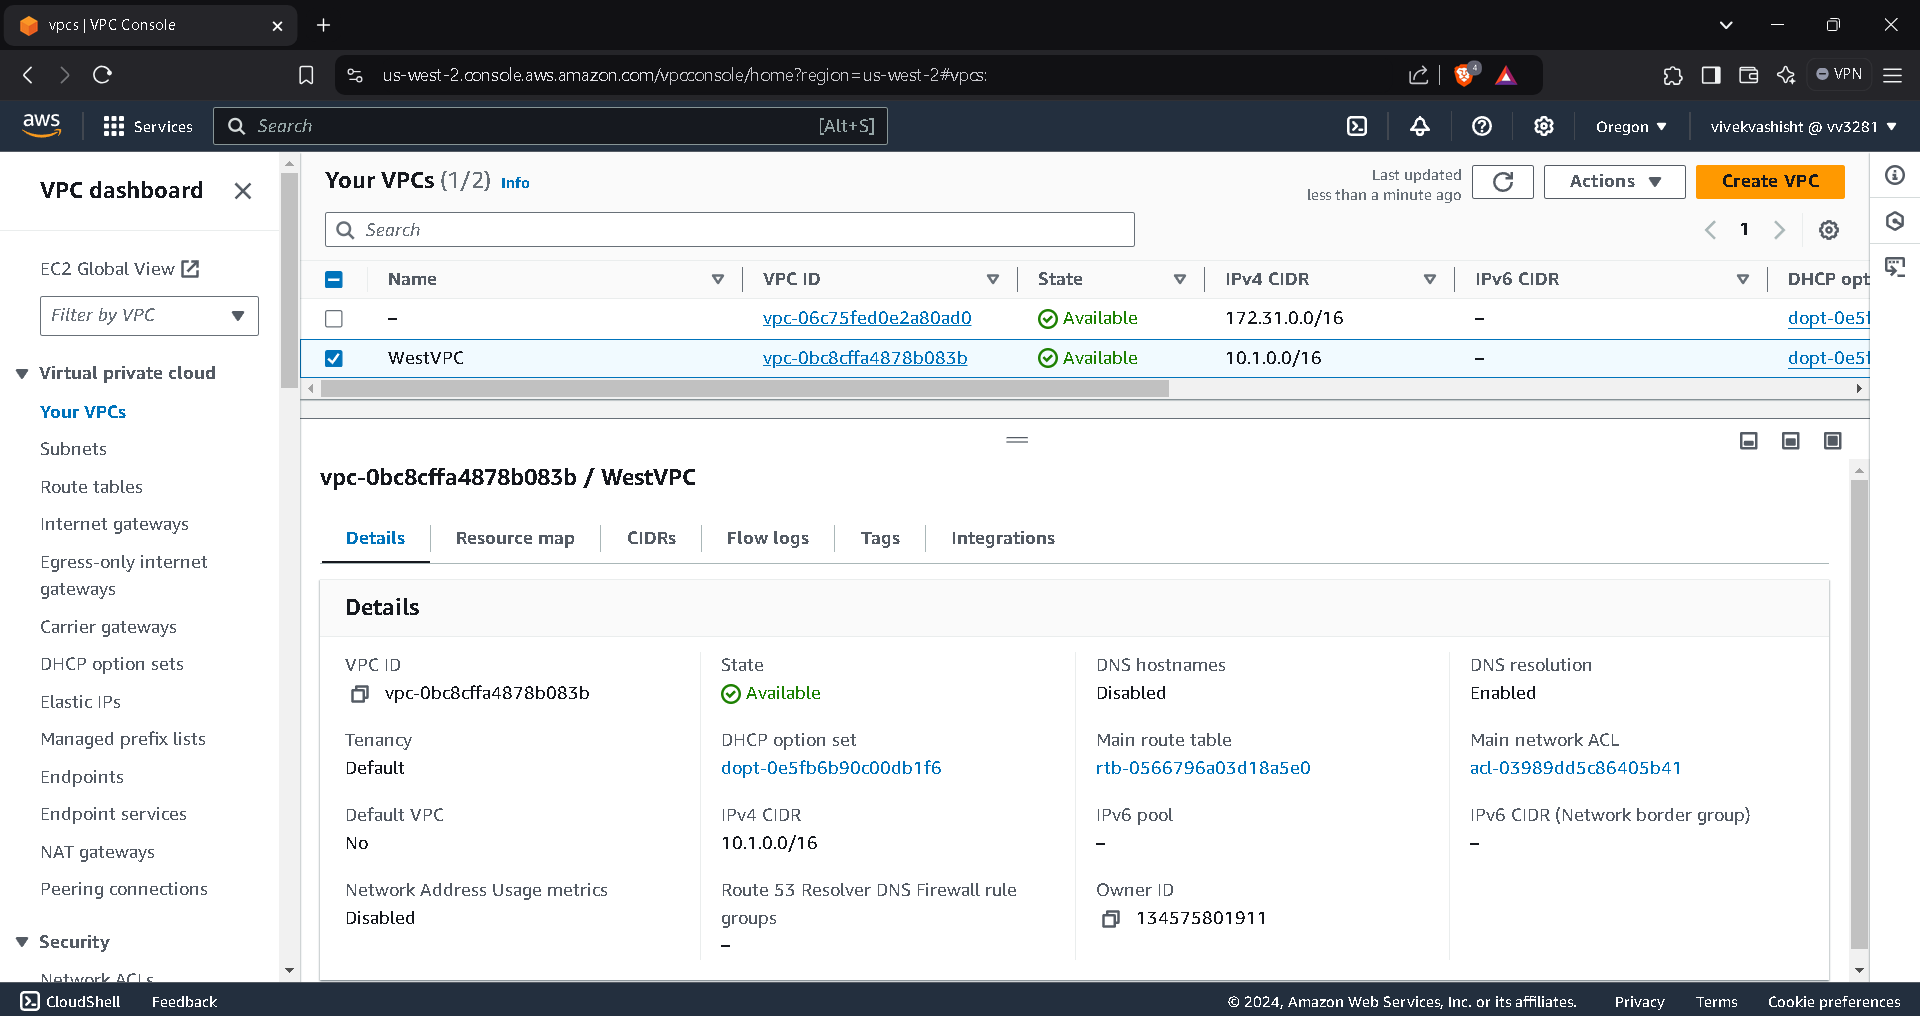 vpcs | VPC Console
us-west-2.console.aws.amazon.com/vpcconsole/home?region=us-west-2#vpcs:
4
VPN
aws
Services
Search
[Alt+S]
Oregon
vivekvashisht @ vv3281
VPC dashboard
EC2 Global View
Filter by VPC
Virtual private cloud
Your VPCs
Subnets
Route tables
Internet gateways
Egress-only internet
gateways
Carrier gateways
DHCP option sets
Elastic IPs
Managed prefix lists
Endpoints
Endpoint services
NAT gateways
Peering connections
Security
Network ACLs
Your VPCs (1/2) Info
Last updated
less than a minute ago
Actions
Create VPC
Search
1
Name VPC ID State IPv4 CIDR IPv6 CIDR DHCP opt
– vpc-06c75fed0e2a80ad0 Available 172.31.0.0/16 – dopt-0e5f
WestVPC vpc-0bc8cffa4878b083b Available 10.1.0.0/16 – dopt-0e5f
vpc-0bc8cffa4878b083b / WestVPC
Details Resource map CIDRs Flow logs Tags Integrations
Details
VPC ID
vpc-0bc8cffa4878b083b
State
Available
DNS hostnames
Disabled
DNS resolution
Enabled
Tenancy
Default
DHCP option set
dopt-0e5fb6b90c00db1f6
Main route table
rtb-0566796a03d18a5e0
Main network ACL
acl-03989dd5c86405b41
Default VPC
No
IPv4 CIDR
10.1.0.0/16
IPv6 pool
–
IPv6 CIDR (Network border group)
–
Network Address Usage metrics
Disabled
Route 53 Resolver DNS Firewall rule
groups
–
Owner ID
134575801911
CloudShell Feedback
© 2024, Amazon Web Services, Inc. or its affiliates. Privacy Terms Cookie preferences